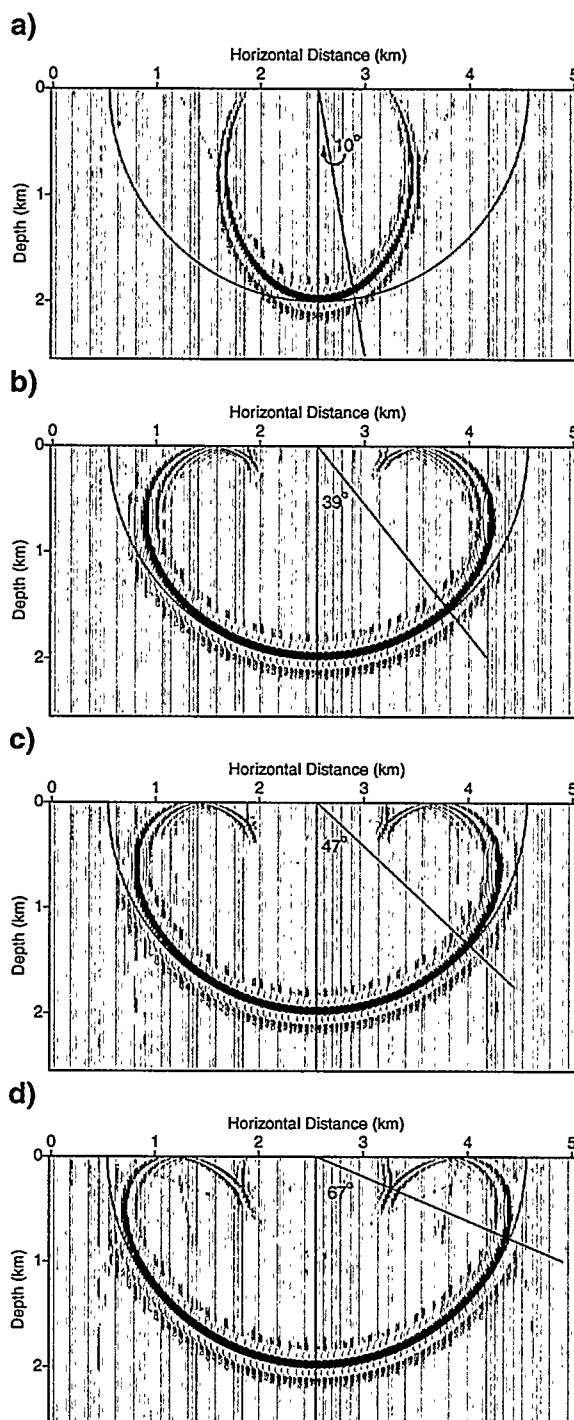 a)
Horizontal Distance (km)
0 1 2 3 4 5
0
1
2
Depth (km)
10°
b)
Horizontal Distance (km)
0 1 2 3 4 5
0
1
2
Depth (km)
39°
c)
Horizontal Distance (km)
0 1 2 3 4 5
0
1
2
Depth (km)
47°
d)
Horizontal Distance (km)
0 1 2 3 4 5
0
1
2
Depth (km)
67°